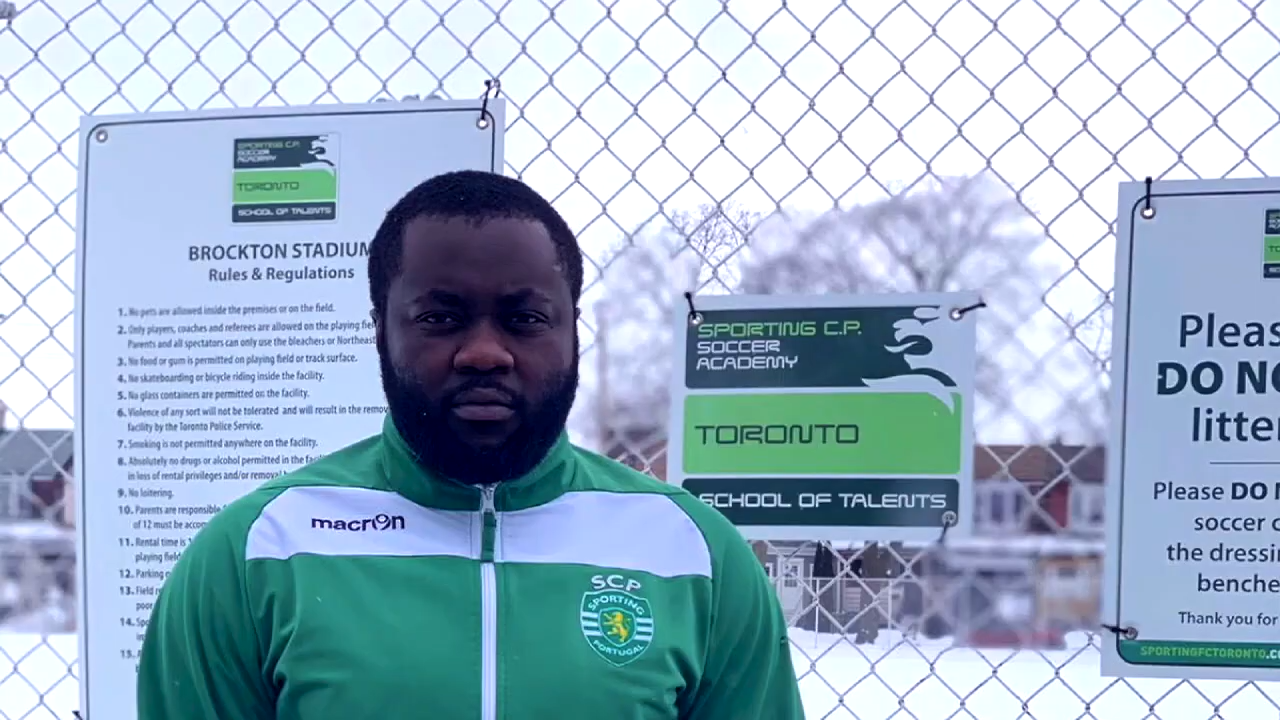 SPORTING C.P.
SOCCER
ACADEMY
TORONTO
SCHOOL OF TALENTS
BROCKTON STADIUM
Rules & Regulations
1. No pets are allowed inside the premises or on the field.
2. Only players, coaches and referees are allowed on the playing
Parents and all spectators can only use the bleachers or Northeast
3. No food or gum is permitted on playing field or track surface.
4. No skateboarding or bicycle riding inside the facility.
5. No glass containers are permitted on the facility.
6. Violence of any sort will not be tolerated and will result in the
facility by the Toronto Police Service.
7. Smoking is not permitted anywhere on the facility.
8. Absolutely no drugs or alcohol permitted in the
in loss of rental privileges and/or removal
9. No loitering.
10. Parents are responsible
of 12 must be
11. Rental time is
playing field
12. Parking
13. Field
poor
14.
15.
macron
SCP
SPORTING
PORTUGAL
SPORTING C.P.
SOCCER
ACADEMY
TORONTO
SCHOOL OF TALENTS
Pleas
DO NO
litte
Please DO
soccer
the dressin
benche
Thank you for
SPORTINGFCTORONTO.C